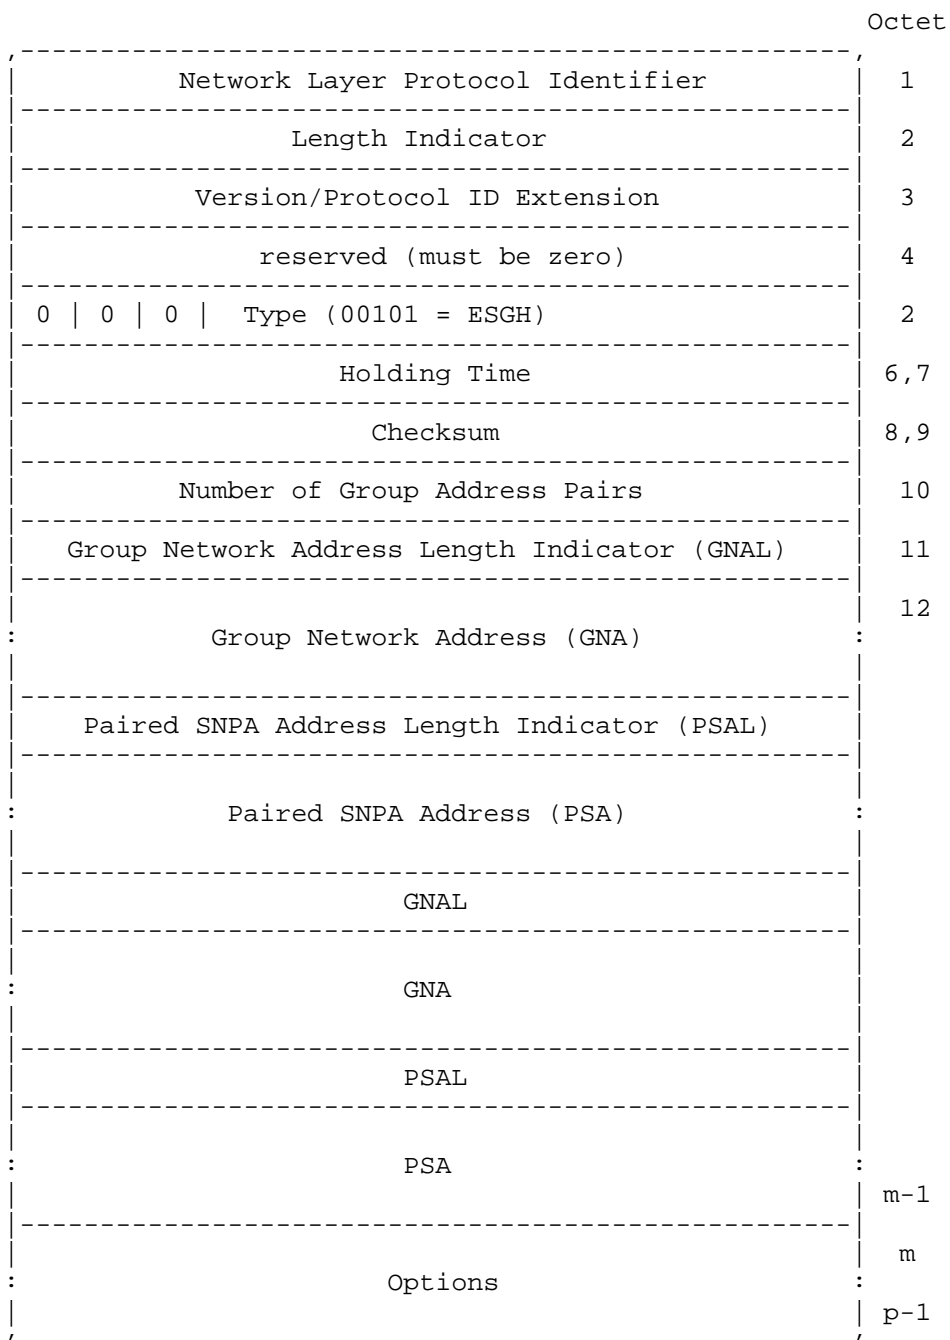 Octet
,----------------------------------------------------,
| Network Layer Protocol Identifier | 1
|----------------------------------------------------|
| Length Indicator | 2
|----------------------------------------------------|
| Version/Protocol ID Extension | 3
|----------------------------------------------------|
| reserved (must be zero) | 4
|----------------------------------------------------|
| 0 | 0 | 0 | Type (00101 = ESGH) | 2
|----------------------------------------------------|
| Holding Time | 6,7
|----------------------------------------------------|
| Checksum | 8,9
|----------------------------------------------------|
| Number of Group Address Pairs | 10
|----------------------------------------------------|
| Group Network Address Length Indicator (GNAL) | 11
|----------------------------------------------------|
| | 12
: Group Network Address (GNA) :
| |
|----------------------------------------------------|
| Paired SNPA Address Length Indicator (PSAL) |
|----------------------------------------------------|
| |
: Paired SNPA Address (PSA) :
| |
|----------------------------------------------------|
| GNAL |
|----------------------------------------------------|
| |
: GNA |
| |
|----------------------------------------------------|
| PSAL |
|----------------------------------------------------|
| |
: PSA :
| | m-1
|----------------------------------------------------|
| | m
: Options :
| | p-1
, ,